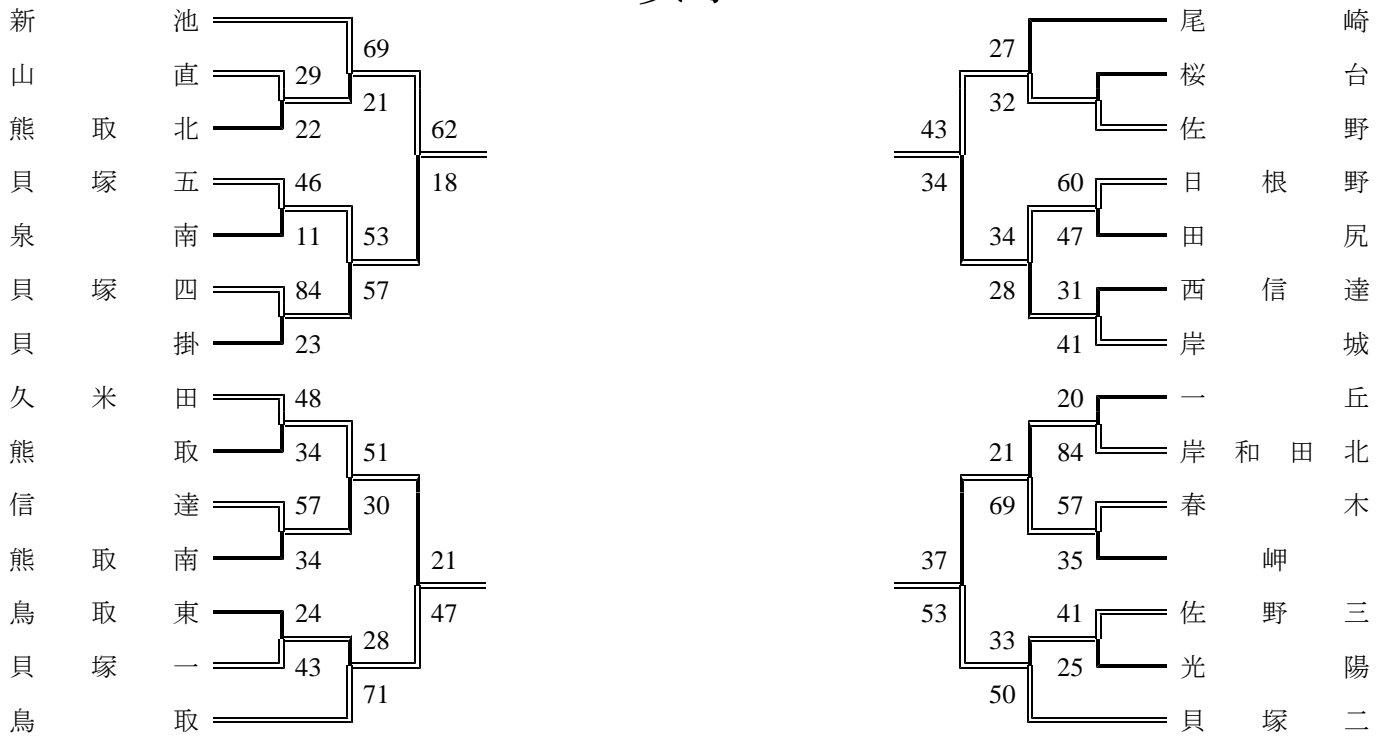 新池 尾崎
69 27
山直 29 桜台
21 32
熊取北 22 62 43 佐野
貝塚五 46 18 34 60 日根野
泉南 11 53 34 47 田尻
貝塚四 84 57 28 31 西信達
貝掛 23 41 岸城
久米田 48 20 一丘
熊取 34 51 21 84 岸和田北
信達 57 30 69 57 春木
熊取南 34 21 37 35 岬
鳥取東 24 47 53 41 佐野三
28 33
貝塚一 43 25 光陽
71 50
鳥取 貝塚二